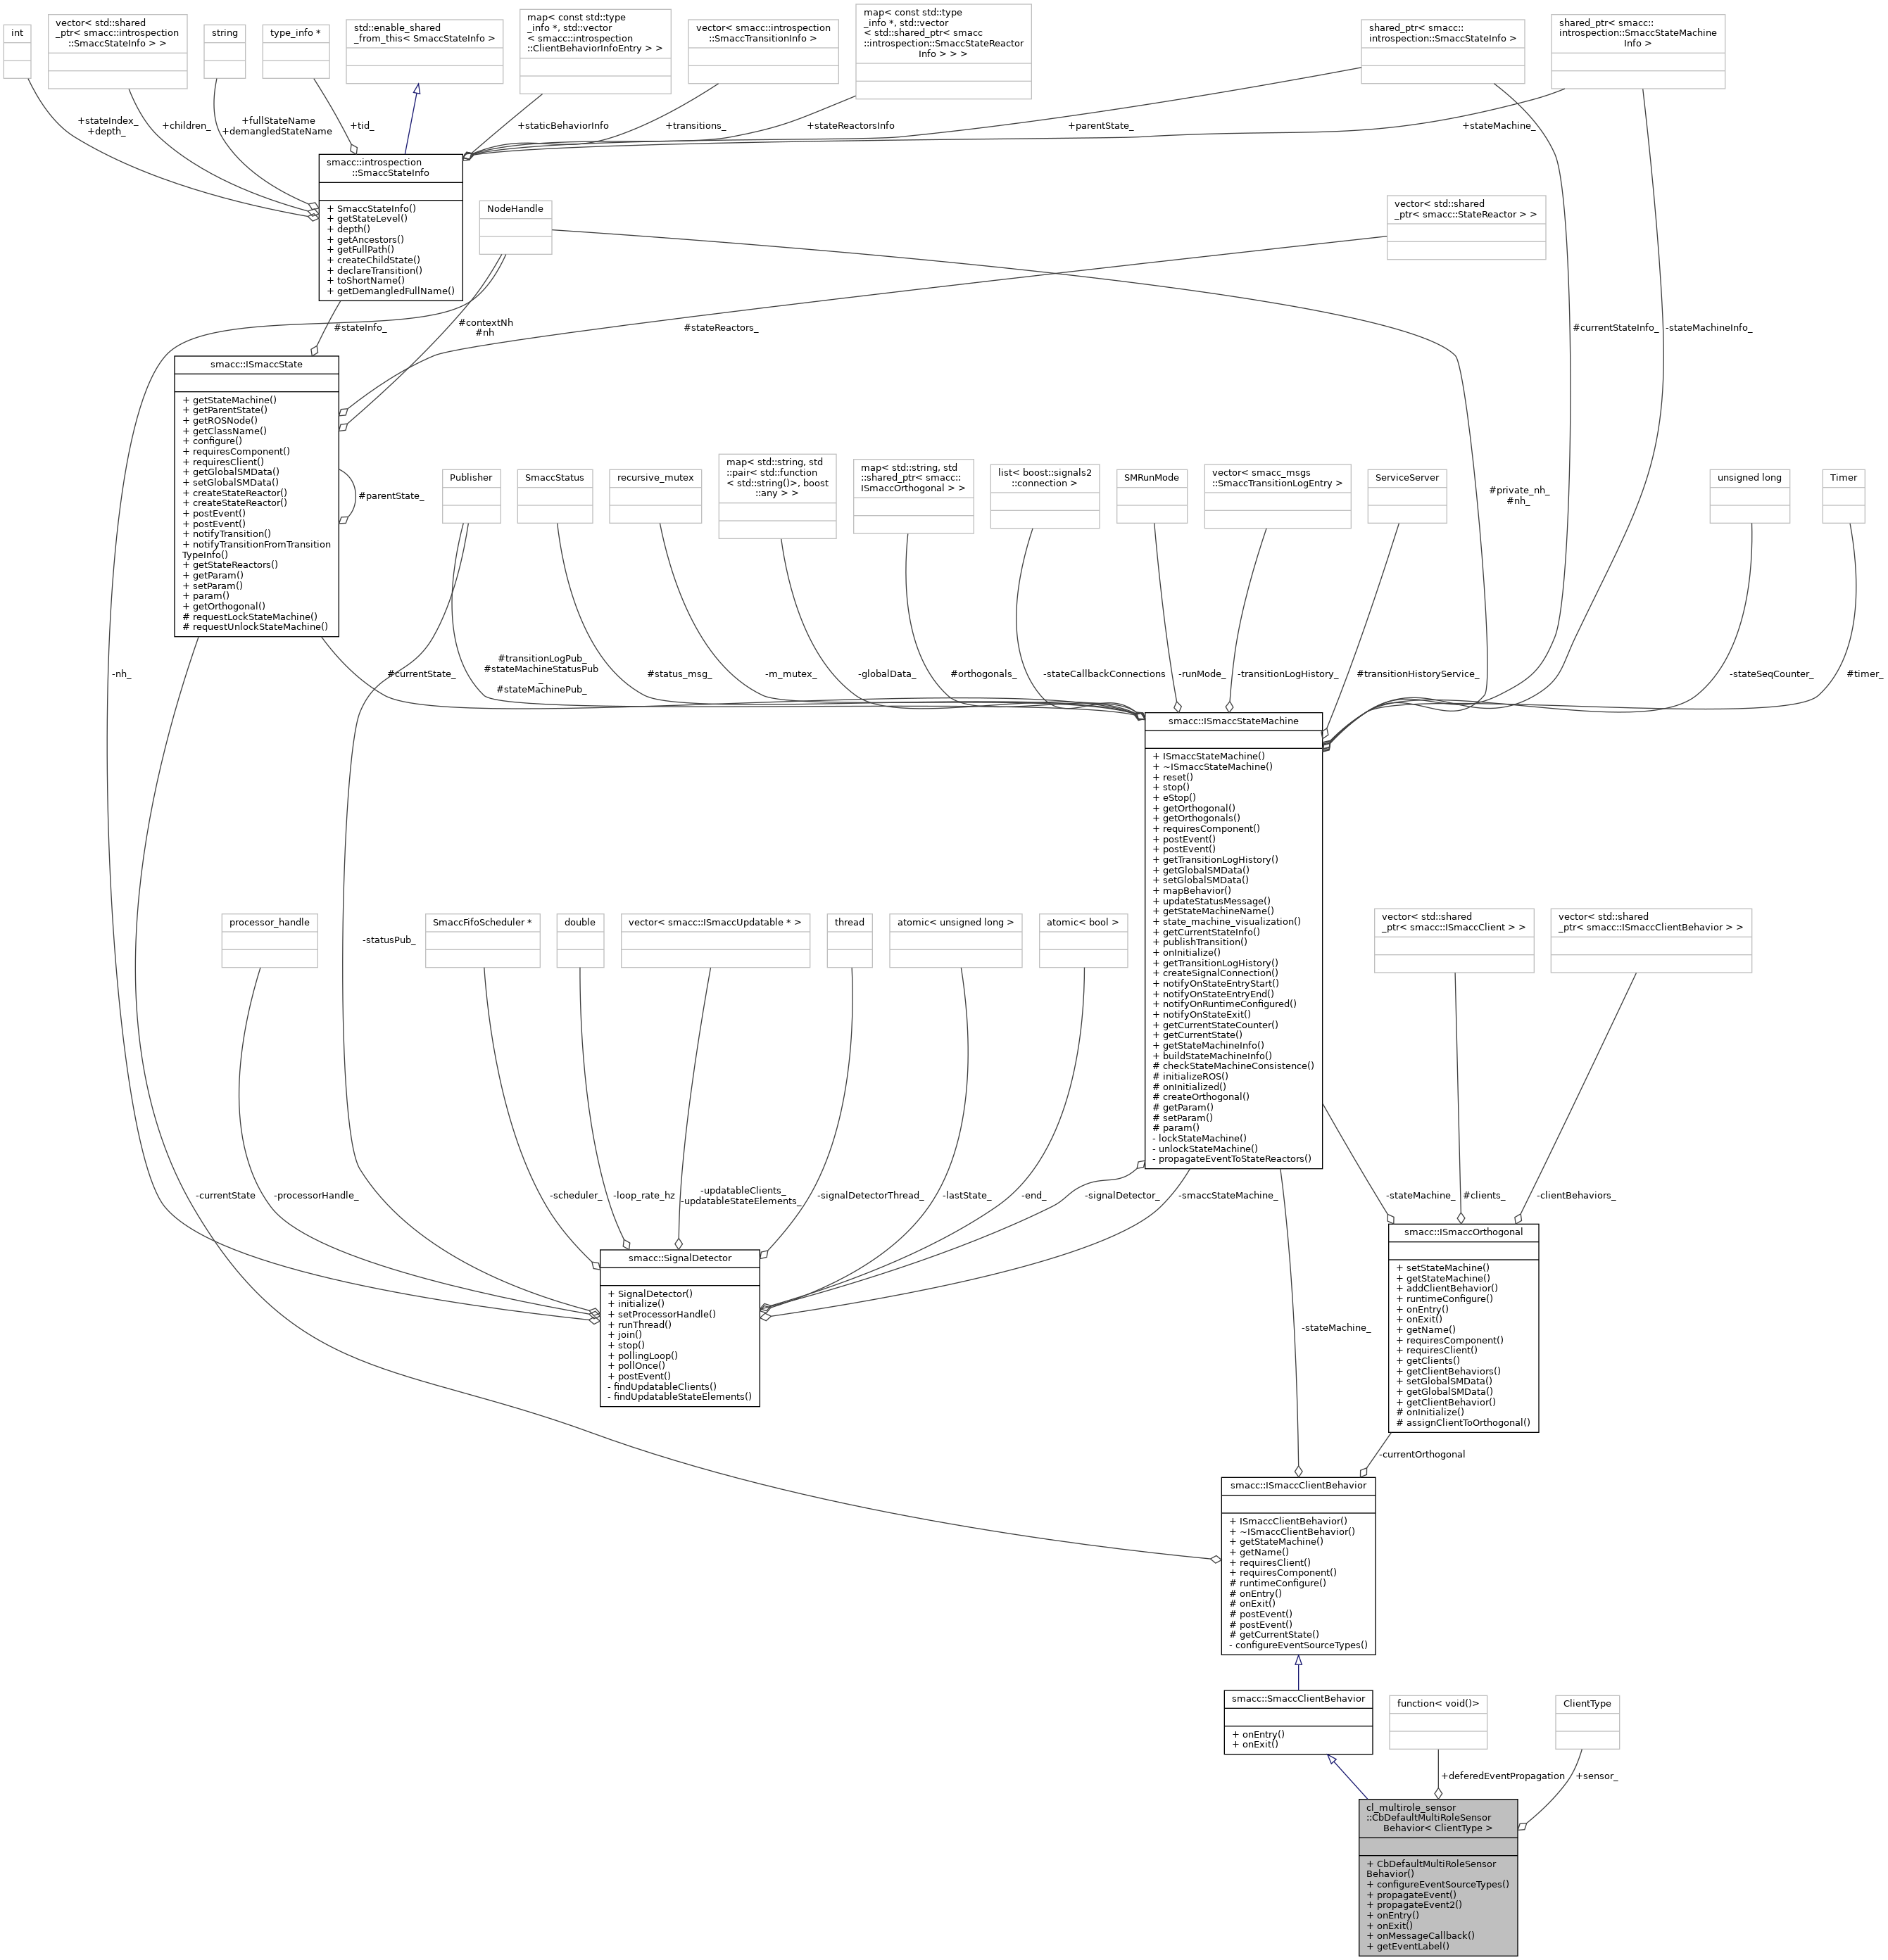 int
vector< std::shared
_ptr< smacc::introspection
::SmaccStateInfo > >
string
type_info *
std::enable_shared
_from_this< SmaccStateInfo >
map< const std::type
_info *, std::vector
< smacc::introspection
::ClientBehaviorInfoEntry > >
vector< smacc::introspection
::SmaccTransitionInfo >
map< const std::type
_info *, std::vector
< std::shared_ptr< smacc
::introspection::SmaccStateReactor
Info > > >
shared_ptr< smacc::
introspection::SmaccStateInfo >
shared_ptr< smacc::
introspection::SmaccStateMachine
Info >
+stateIndex_
+depth_
+children_
+fullStateName
+demangledStateName
+tid_
+staticBehaviorInfo
+transitions_
+stateReactorsInfo
+parentState_
+stateMachine_
smacc::introspection
::SmaccStateInfo
+ SmaccStateInfo()
+ getStateLevel()
+ depth()
+ getAncestors()
+ getFullPath()
+ createChildState()
+ declareTransition()
+ toShortName()
+ getDemangledFullName()
NodeHandle
vector< std::shared
_ptr< smacc::StateReactor > >
#stateInfo_
#contextNh
#nh
#stateReactors_
#currentStateInfo_
-stateMachineInfo_
smacc::ISmaccState
+ getStateMachine()
+ getParentState()
+ getROSNode()
+ getClassName()
+ configure()
+ requiresComponent()
+ requiresClient()
+ getGlobalSMData()
+ setGlobalSMData()
+ createStateReactor()
+ createStateReactor()
+ postEvent()
+ postEvent()
+ notifyTransition()
+ notifyTransitionFromTransition
TypeInfo()
+ getStateReactors()
+ getParam()
+ setParam()
+ param()
+ getOrthogonal()
# requestLockStateMachine()
# requestUnlockStateMachine()
#parentState_
Publisher
SmaccStatus
recursive_mutex
map< std::string, std
::pair< std::function
< std::string()>, boost
::any > >
map< std::string, std
::shared_ptr< smacc::
ISmaccOrthogonal > >
list< boost::signals2
::connection >
SMRunMode
vector< smacc_msgs
::SmaccTransitionLogEntry >
ServiceServer
#private_nh_
#nh_
unsigned long
Timer
-nh_
#currentState_
#transitionLogPub_
#stateMachineStatusPub
_
#stateMachinePub_
#status_msg_
-m_mutex_
-globalData_
#orthogonals_
-stateCallbackConnections
-runMode_
-transitionLogHistory_
#transitionHistoryService_
-stateSeqCounter_
#timer_
smacc::ISmaccStateMachine
+ ISmaccStateMachine()
+ ~ISmaccStateMachine()
+ reset()
+ stop()
+ eStop()
+ getOrthogonal()
+ getOrthogonals()
+ requiresComponent()
+ postEvent()
+ postEvent()
+ getTransitionLogHistory()
+ getGlobalSMData()
+ setGlobalSMData()
+ mapBehavior()
+ updateStatusMessage()
+ getStateMachineName()
+ state_machine_visualization()
+ getCurrentStateInfo()
+ publishTransition()
+ onInitialize()
+ getTransitionLogHistory()
+ createSignalConnection()
+ notifyOnStateEntryStart()
+ notifyOnStateEntryEnd()
+ notifyOnRuntimeConfigured()
+ notifyOnStateExit()
+ getCurrentStateCounter()
+ getCurrentState()
+ getStateMachineInfo()
+ buildStateMachineInfo()
# checkStateMachineConsistence()
# initializeROS()
# onInitialized()
# createOrthogonal()
# getParam()
# setParam()
# param()
- lockStateMachine()
- unlockStateMachine()
- propagateEventToStateReactors()
processor_handle
-statusPub_
SmaccFifoScheduler *
double
vector< smacc::ISmaccUpdatable * >
thread
atomic< unsigned long >
atomic< bool >
vector< std::shared
_ptr< smacc::ISmaccClient > >
vector< std::shared
_ptr< smacc::ISmaccClientBehavior > >
-currentState
-processorHandle_
-scheduler_
-loop_rate_hz
-updatableClients_
-updatableStateElements_
-signalDetectorThread_
-lastState_
-end_
-signalDetector_
-smaccStateMachine_
-stateMachine_
#clients_
-clientBehaviors_
smacc::SignalDetector
+ SignalDetector()
+ initialize()
+ setProcessorHandle()
+ runThread()
+ join()
+ stop()
+ pollingLoop()
+ pollOnce()
+ postEvent()
- findUpdatableClients()
- findUpdatableStateElements()
smacc::ISmaccOrthogonal
+ setStateMachine()
+ getStateMachine()
+ addClientBehavior()
+ runtimeConfigure()
+ onEntry()
+ onExit()
+ getName()
+ requiresComponent()
+ requiresClient()
+ getClients()
+ getClientBehaviors()
+ setGlobalSMData()
+ getGlobalSMData()
+ getClientBehavior()
# onInitialize()
# assignClientToOrthogonal()
-stateMachine_
-currentOrthogonal
smacc::ISmaccClientBehavior
+ ISmaccClientBehavior()
+ ~ISmaccClientBehavior()
+ getStateMachine()
+ getName()
+ requiresClient()
+ requiresComponent()
# runtimeConfigure()
# onEntry()
# onExit()
# postEvent()
# postEvent()
# getCurrentState()
- configureEventSourceTypes()
smacc::SmaccClientBehavior
+ onEntry()
+ onExit()
function< void()>
ClientType
+deferedEventPropagation
+sensor_
cl_multirole_sensor
::CbDefaultMultiRoleSensor
Behavior< ClientType >
+ CbDefaultMultiRoleSensor
Behavior()
+ configureEventSourceTypes()
+ propagateEvent()
+ propagateEvent2()
+ onEntry()
+ onExit()
+ onMessageCallback()
+ getEventLabel()